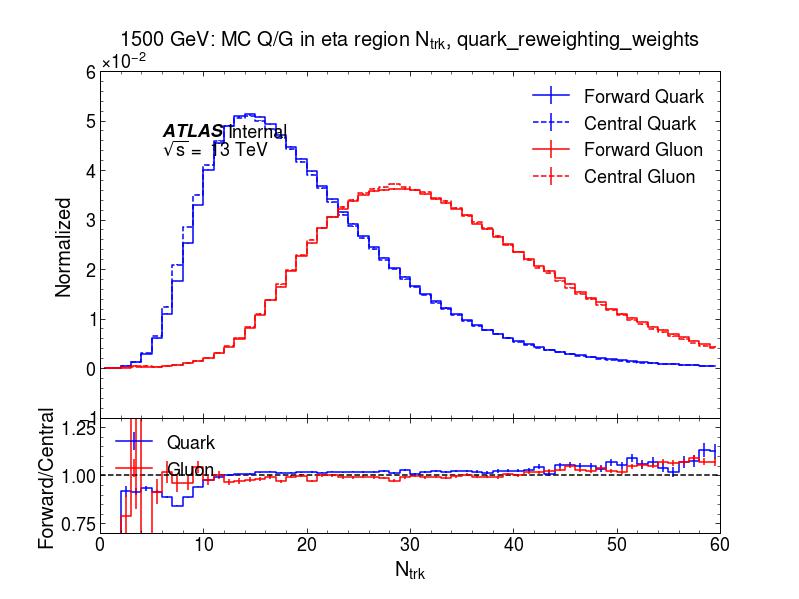 1500 GeV: MC Q/G in eta region N_trk, quark_reweighting_weights
×10⁻²
6
5
4
3
2
1
0
−1
Normalized
ATLAS Internal
√s = 13 TeV
Forward Quark
Central Quark
Forward Gluon
Central Gluon
1.25
1.00
0.75
Forward/Central
Quark
Gluon
0 10 20 30 40 50 60
N_trk